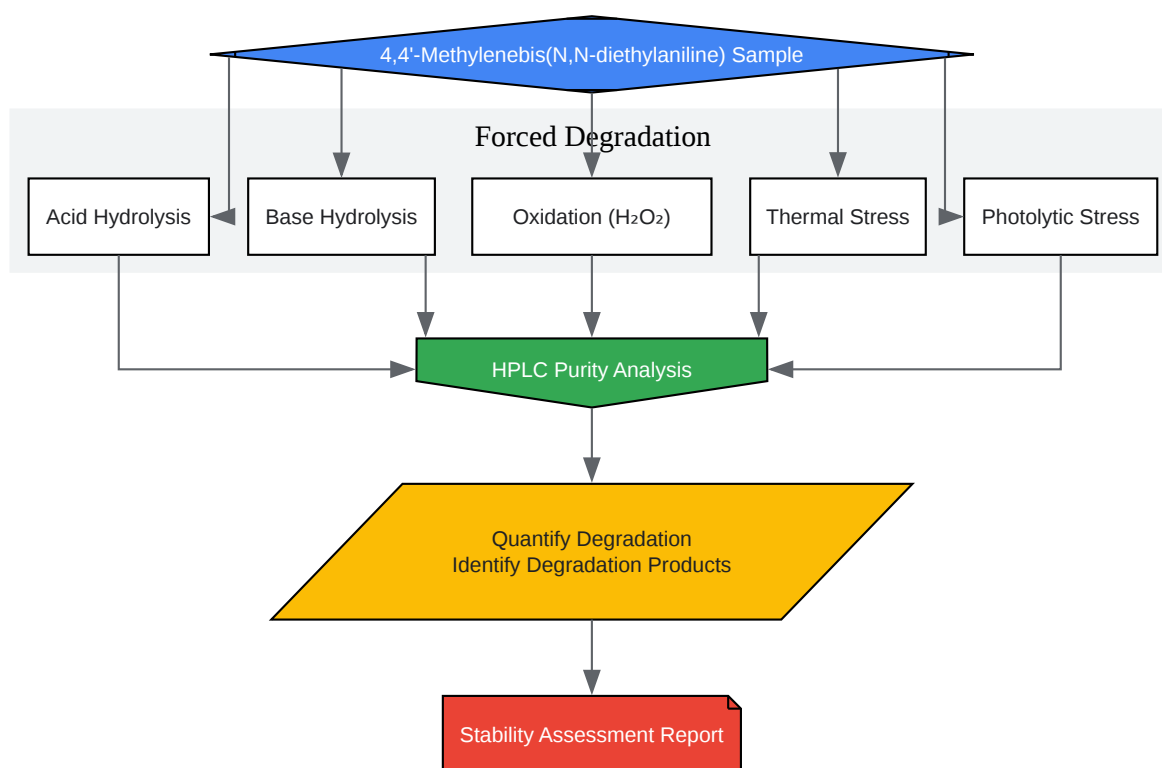 4,4'-Methylenebis(N,N-diethylaniline) Sample
Forced Degradation
Acid Hydrolysis
Base Hydrolysis
Oxidation (H₂O₂)
Thermal Stress
Photolytic Stress
HPLC Purity Analysis
Quantify Degradation
Identify Degradation Products
Stability Assessment Report